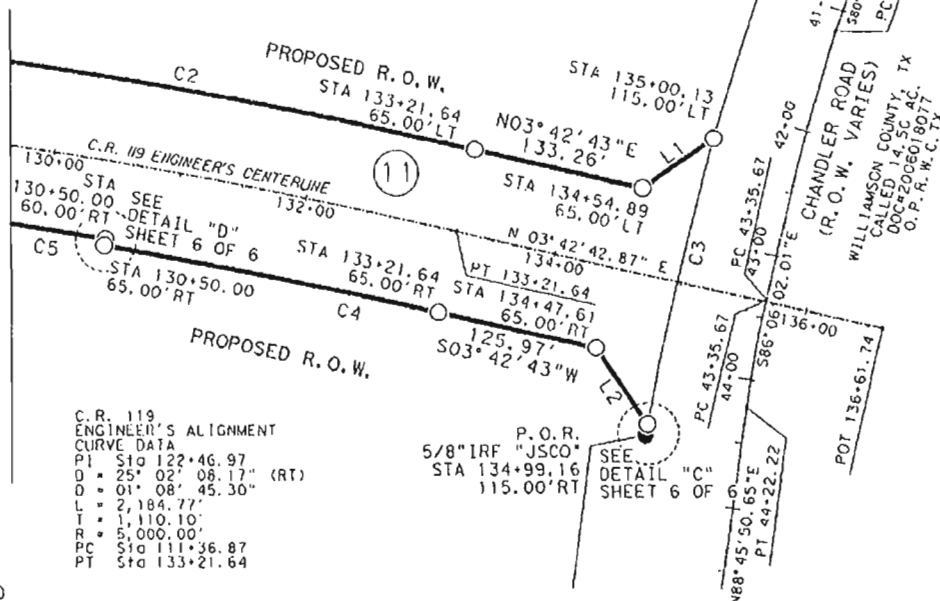 PROPOSED R.O.W.
C2
STA 133+21.64
65.00'LT
N03°42'43"E
133.26'
STA 135+00.13
115.00'LT
L1
C.R. 119 ENGINEER'S CENTERLINE
130+00
11
132+00
STA 134+54.89
65.00'LT
N 03°42'42.87" E
134+00
C3
STA
130+50.00
60.00'RT
SEE
DETAIL "D"
SHEET 6 OF 6
C5
STA 130+50.00
65.00'RT
STA 133+21.64
65.00'RT
C4
PT 133+21.64
STA 134+47.61
65.00'RT
125.97'
S03°42'43"W
L2
PROPOSED R.O.W.
P.O.R.
5/8"IRF "JSCO"
STA 134+99.16
115.00'RT
SEE
DETAIL "C"
SHEET 6 OF 6
C.R. 119
ENGINEER'S ALIGNMENT
CURVE DATA
PI Sta 122+46.97
D = 25° 02' 08.17" (RT)
D = 01° 08' 45.30"
L = 2,184.77'
T = 1,110.10'
R = 5,000.00'
PC Sta 111+36.87
PT Sta 133+21.64
41-
S80°
PC
42+00
CHANDLER ROAD
(R.O.W. VARIES)
WILLIAMSON COUNTY, TX
CALLED 14.56 AC.
DOC#2006018077
O.P.R.W.C.TX
PC 43+35.67
43+00
S86°06'02.01"E
136+00
PC 43+35.67
44+00
POT 136+61.74
N88°45'50.65"E
PT 44+22.22